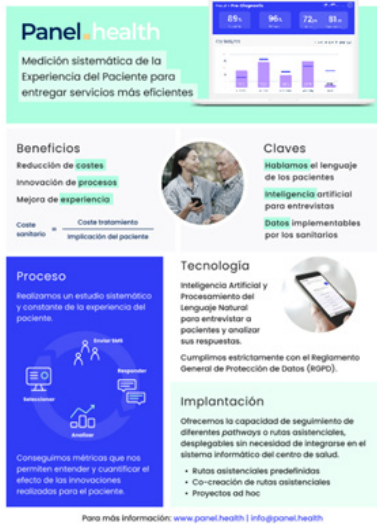 Panel.health
Medición sistemática de la
Experiencia del Paciente para
entregar servicios más eficientes
89%
96%
Beneficios
Reducción de costes
Innovación de procesos
Mejora de experiencia
Coste sanitario = Coste tratamiento
Implicación del paciente
Claves
Hablamos el lenguaje
de los pacientes
Inteligencia artificial
para entrevistas
Datos implementables
por los sanitarios
Proceso
Realizamos un estudio sistemático
y constante de la experiencia del
paciente.
Enviar SMS
Responder
Seleccionar
Analizar
Conseguimos métricas que nos
permiten entender y cuantificar el
efecto de las innovaciones
realizadas para el paciente.
Tecnología
Inteligencia Artificial y
Procesamiento del
Lenguaje Natural
para entrevistar a
pacientes y analizar
sus respuestas.
Cumplimos estrictamente con el Reglamento
General de Protección de Datos (RGPD).
Implantación
Ofrecemos la capacidad de seguimiento de
diferentes pathways o rutas asistenciales,
desplegables sin necesidad de integrarse en el
sistema informático del centro de salud.
• Rutas asistenciales predefinidas
• Co-creación de rutas asistenciales
• Proyectos ad hoc
Para más información: www.panel.health | info@panel.health